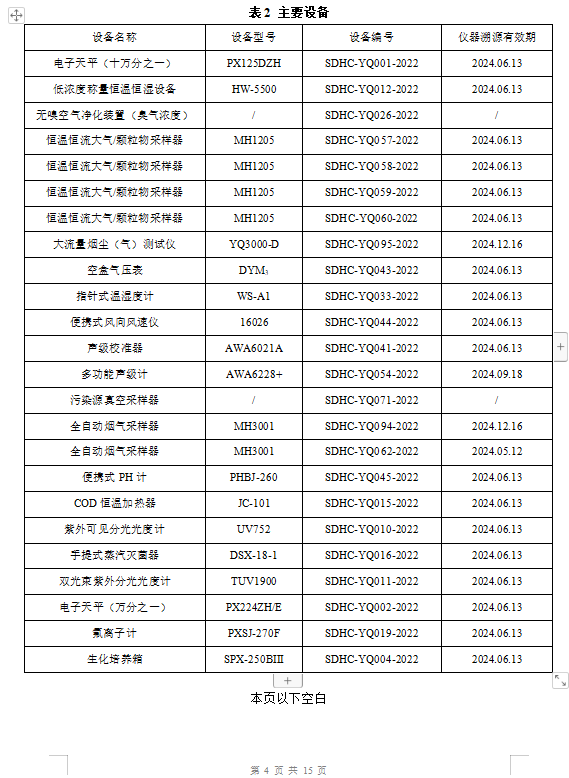 表2 主要设备
设备名称 设备型号 设备编号 仪器溯源有效期
电子天平（十万分之一） PX125DZH SDHC-YQ001-2022 2024.06.13
低浓度称量恒温恒湿设备 HW-5500 SDHC-YQ012-2022 2024.06.13
无嗅空气净化装置（臭气浓度） / SDHC-YQ026-2022 /
恒温恒流大气/颗粒物采样器 MH1205 SDHC-YQ057-2022 2024.06.13
恒温恒流大气/颗粒物采样器 MH1205 SDHC-YQ058-2022 2024.06.13
恒温恒流大气/颗粒物采样器 MH1205 SDHC-YQ059-2022 2024.06.13
恒温恒流大气/颗粒物采样器 MH1205 SDHC-YQ060-2022 2024.06.13
大流量烟尘（气）测试仪 YQ3000-D SDHC-YQ095-2022 2024.12.16
空盒气压表 DYM₃ SDHC-YQ043-2022 2024.06.13
指针式温湿度计 WS-A1 SDHC-YQ033-2022 2024.06.13
便携式风向风速仪 16026 SDHC-YQ044-2022 2024.06.13
声级校准器 AWA6021A SDHC-YQ041-2022 2024.06.13
多功能声级计 AWA6228+ SDHC-YQ054-2022 2024.09.18
污染源真空采样器 / SDHC-YQ071-2022 /
全自动烟气采样器 MH3001 SDHC-YQ094-2022 2024.12.16
全自动烟气采样器 MH3001 SDHC-YQ062-2022 2024.05.12
便携式 PH 计 PHBJ-260 SDHC-YQ045-2022 2024.06.13
COD 恒温加热器 JC-101 SDHC-YQ015-2022 2024.06.13
紫外可见分光光度计 UV752 SDHC-YQ010-2022 2024.06.13
手提式蒸汽灭菌器 DSX-18-1 SDHC-YQ016-2022 2024.06.13
双光束紫外分光光度计 TUV1900 SDHC-YQ011-2022 2024.06.13
电子天平（万分之一） PX224ZH/E SDHC-YQ002-2022 2024.06.13
氟离子计 PXSJ-270F SDHC-YQ019-2022 2024.06.13
生化培养箱 SPX-250BIII SDHC-YQ004-2022 2024.06.13
本页以下空白
第 4 页 共 15 页